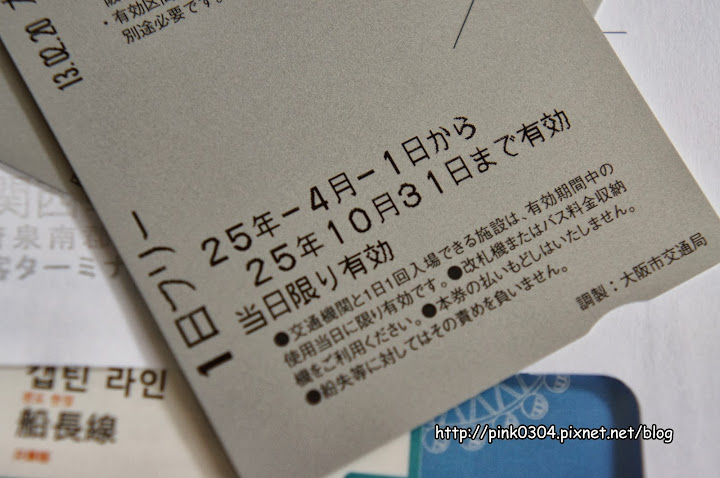 ・有効区間
別途必要です。
13.02.20
1日フリー
25年-4月-1日から
25年10月31日まで有効
当日限り有効
●交通機関と1日1回入場できる施設は、有効期間中の
使用当日に限り有効です。●改札機またはバス料金収納
機をご利用ください。●本券の払いもどしはいたしません。
●紛失等に対してはその責めを負いません。
調製：大阪市交通局
関西
泉南
ターミナ
캡틴 라인
船長線
http://pink0304.pixnet.net/blog